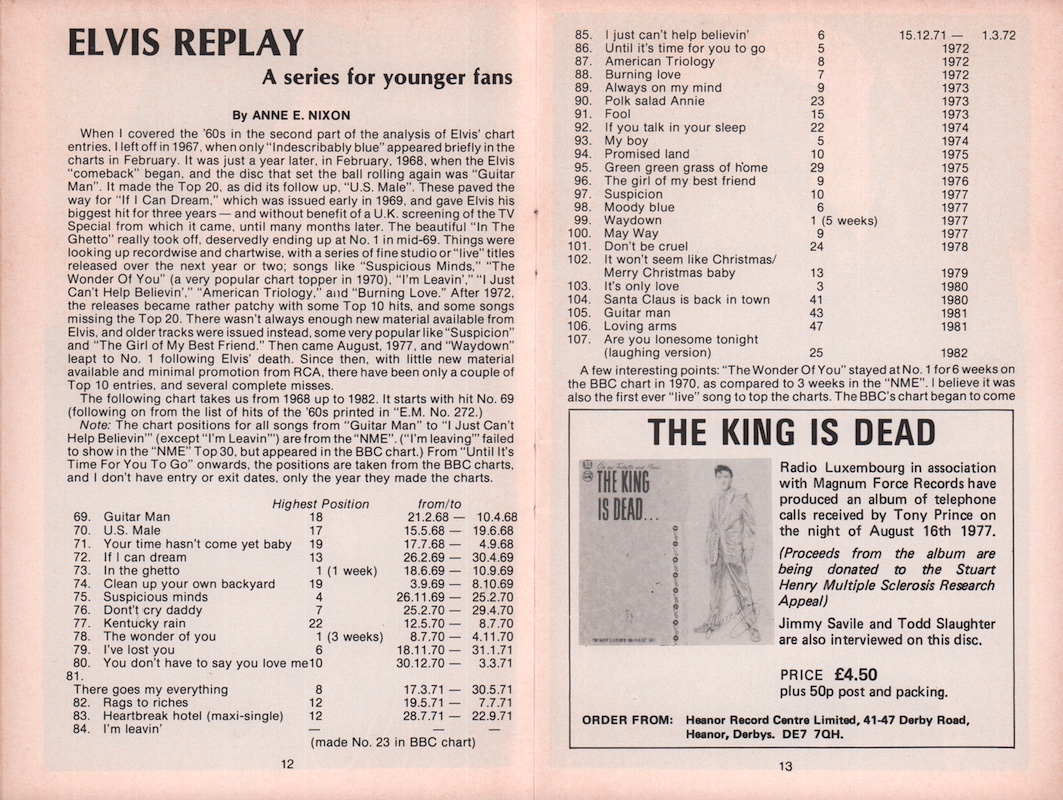 ELVIS REPLAY
A series for younger fans
By ANNE E. NIXON
When I covered the '60s in the second part of the analysis of Elvis' chart
entries, I left off in 1967, when only "Indescribably blue" appeared briefly in the
charts in February. It was just a year later, in February, 1968, when the Elvis
"comeback" began, and the disc that set the ball rolling again was "Guitar
Man". It made the Top 20, as did its follow up, "U.S. Male". These paved the
way for "If I Can Dream," which was issued early in 1969, and gave Elvis his
biggest hit for three years — and without benefit of a U.K. screening of the TV
Special from which it came, until many months later. The beautiful "In The
Ghetto" really took off, deservedly ending up at No. 1 in mid-69. Things were
looking up recordwise and chartwise, with a series of fine studio or "live" titles
released over the next year or two; songs like "Suspicious Minds," "The
Wonder Of You" (a very popular chart topper in 1970), "I'm Leavin'," "I Just
Can't Help Believin'," "American Triology," and "Burning Love." After 1972,
the releases became rather patchy with some Top 10 hits, and some songs
missing the Top 20. There wasn't always enough new material available from
Elvis, and older tracks were issued instead, some very popular like "Suspicion"
and "The Girl of My Best Friend." Then came August, 1977, and "Waydown"
leapt to No. 1 following Elvis' death. Since then, with little new material
available and minimal promotion from RCA, there have been only a couple of
Top 10 entries, and several complete misses.
The following chart takes us from 1968 up to 1982. It starts with hit No. 69
(following on from the list of hits of the '60s printed in "E.M. No. 272.)
Note: The chart positions for all songs from "Guitar Man" to "I Just Can't
Help Believin'" (except "I'm Leavin'") are from the "NME". ("I'm leaving'" failed
to show in the "NME" Top 30, but appeared in the BBC chart.) From "Until It's
Time For You To Go" onwards, the positions are taken from the BBC charts,
and I don't have entry or exit dates, only the year they made the charts.
Highest Position from/to
69. Guitar Man 18 21.2.68 — 10.4.68
70. U.S. Male 17 15.5.68 — 19.6.68
71. Your time hasn't come yet baby 19 17.7.68 — 4.9.68
72. If I can dream 13 26.2.69 — 30.4.69
73. In the ghetto 1 (1 week) 18.6.69 — 10.9.69
74. Clean up your own backyard 19 3.9.69 — 8.10.69
75. Suspicious minds 4 26.11.69 — 25.2.70
76. Dont't cry daddy 7 25.2.70 — 29.4.70
77. Kentucky rain 22 12.5.70 — 8.7.70
78. The wonder of you 1 (3 weeks) 8.7.70 — 4.11.70
79. I've lost you 6 18.11.70 — 31.1.71
80. You don't have to say you love me 10 30.12.70 — 3.3.71
81.
There goes my everything 8 17.3.71 — 30.5.71
82. Rags to riches 12 19.5.71 — 7.7.71
83. Heartbreak hotel (maxi-single) 12 28.7.71 — 22.9.71
84. I'm leavin' — — —
(made No. 23 in BBC chart)
12
85. I just can't help believin' 6 15.12.71 — 1.3.72
86. Until it's time for you to go 5 1972
87. American Triology 8 1972
88. Burning love 7 1972
89. Always on my mind 9 1973
90. Polk salad Annie 23 1973
91. Fool 15 1973
92. If you talk in your sleep 22 1974
93. My boy 5 1974
94. Promised land 10 1975
95. Green green grass of home 29 1975
96. The girl of my best friend 9 1976
97. Suspicion 10 1977
98. Moody blue 6 1977
99. Waydown 1 (5 weeks) 1977
100. May Way 9 1977
101. Don't be cruel 24 1978
102. It won't seem like Christmas/
Merry Christmas baby 13 1979
103. It's only love 3 1980
104. Santa Claus is back in town 41 1980
105. Guitar man 43 1981
106. Loving arms 47 1981
107. Are you lonesome tonight
(laughing version) 25 1982
A few interesting points: "The Wonder Of You" stayed at No. 1 for 6 weeks on
the BBC chart in 1970, as compared to 3 weeks in the "NME". I believe it was
also the first ever "live" song to top the charts. The BBC's chart began to come
THE KING IS DEAD
THE KING
IS DEAD...
Radio Luxembourg in association
with Magnum Force Records have
produced an album of telephone
calls received by Tony Prince on
the night of August 16th 1977.
(Proceeds from the album are
being donated to the Stuart
Henry Multiple Sclerosis Research
Appeal)
Jimmy Savile and Todd Slaughter
are also interviewed on this disc.
PRICE £4.50
plus 50p post and packing.
ORDER FROM: Heanor Record Centre Limited, 41-47 Derby Road,
Heanor, Derbys. DE7 7QH.
13